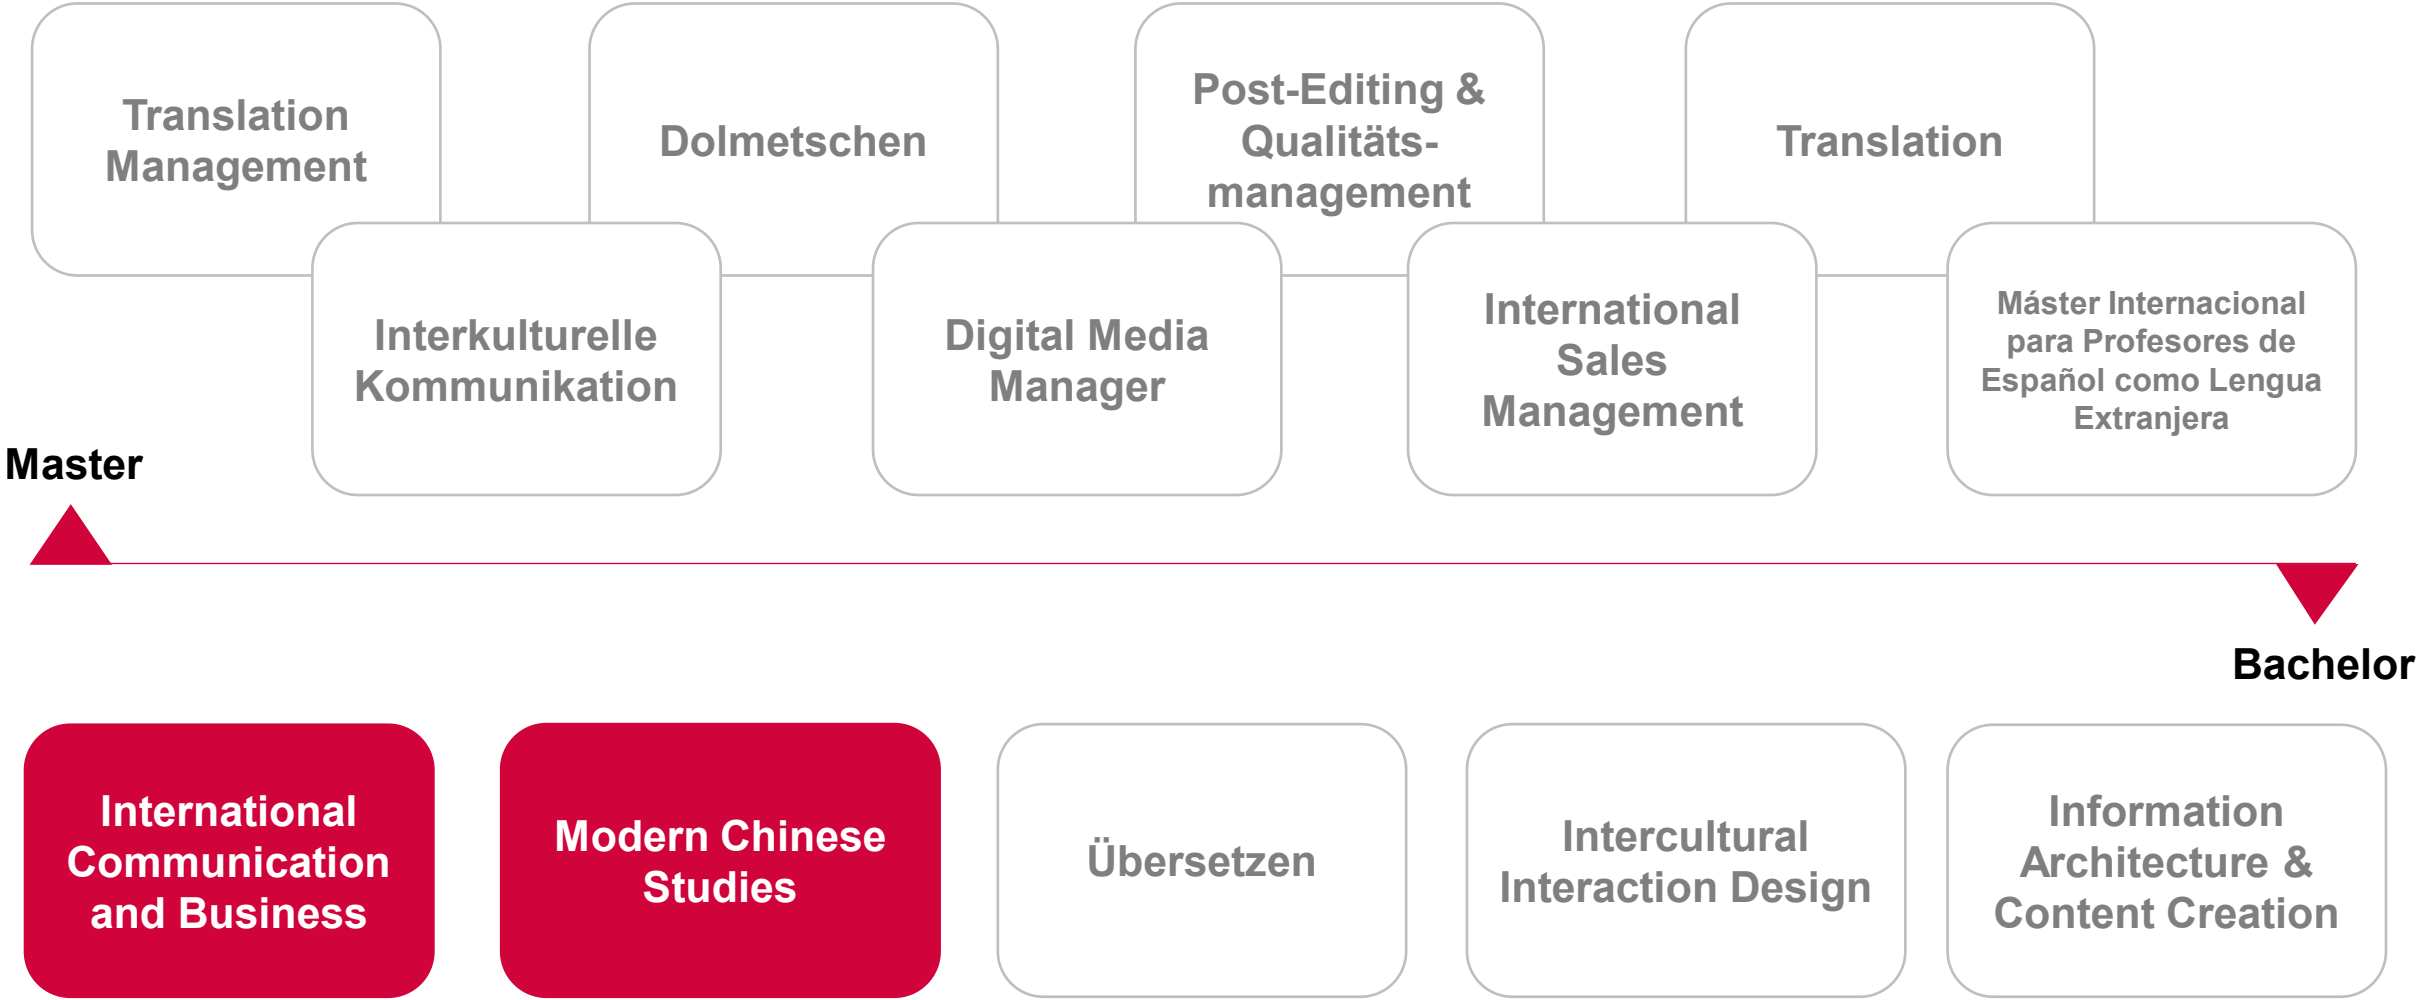 Translation
Management
Dolmetschen
Post-Editing &
Qualitäts-
management
Translation
Interkulturelle
Kommunikation
Digital Media
Manager
International
Sales
Management
Máster Internacional
para Profesores de
Español como Lengua
Extranjera
Master
Bachelor
International
Communication
and Business
Modern Chinese
Studies
Übersetzen
Intercultural
Interaction Design
Information
Architecture &
Content Creation